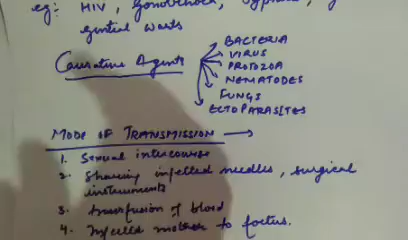 eg: HIV, Gonorrhoea, Syphilis,
genital warts
Causative Agents
BACTERIA
VIRUS
PROTOZOA
NEMATODES
FUNGI
ECTOPARASITES
MODE OF TRANSMISSION →
1. Sexual intercourse
2. Sharing infected needles, surgical
instruments
3. transfusion of blood
4. Infected mother to foetus.